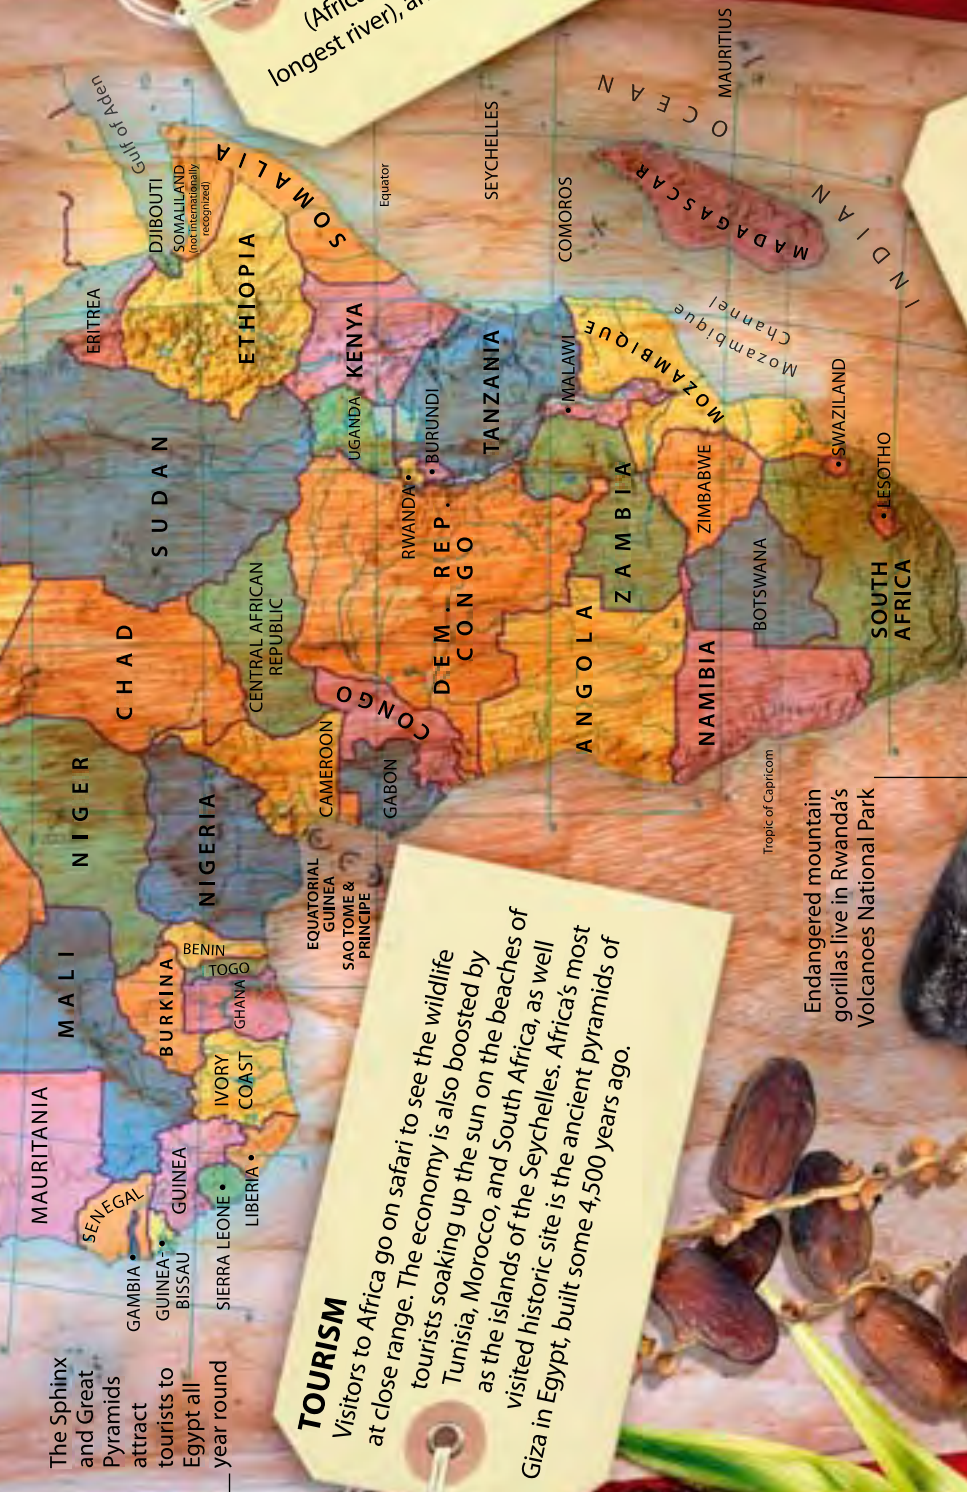 (Afric
longest river), an
Gulf of Aden
DJIBOUTI
SOMALILAND
(not internationally
recognized)
SOMALIA
ERITREA
ETHIOPIA
SUDAN
CHAD
NIGER
MALI
MAURITANIA
SENEGAL
GAMBIA
GUINEA-
BISSAU
GUINEA
SIERRA LEONE
LIBERIA
IVORY
COAST
BURKINA
GHANA
TOGO
BENIN
NIGERIA
CAMEROON
CENTRAL AFRICAN
REPUBLIC
EQUATORIAL
GUINEA
SAO TOME &
PRINCIPE
GABON
CONGO
DEM. REP.
CONGO
UGANDA
KENYA
RWANDA
BURUNDI
TANZANIA
Equator
SEYCHELLES
COMOROS
MALAWI
MOZAMBIQUE
Mozambique
Channel
MADAGASCAR
MAURITIUS
INDIAN OCEAN
ANGOLA
ZAMBIA
ZIMBABWE
NAMIBIA
BOTSWANA
SWAZILAND
LESOTHO
SOUTH
AFRICA
Tropic of Capricorn
The Sphinx
and Great
Pyramids
attract
tourists to
Egypt all
year round
TOURISM
Visitors to Africa go on safari to see the wildlife
at close range. The economy is also boosted by
tourists soaking up the sun on the beaches of
Tunisia, Morocco, and South Africa, as well
as the islands of the Seychelles. Africa's most
visited historic site is the ancient pyramids of
Giza in Egypt, built some 4,500 years ago.
Endangered mountain
gorillas live in Rwanda's
Volcanoes National Park